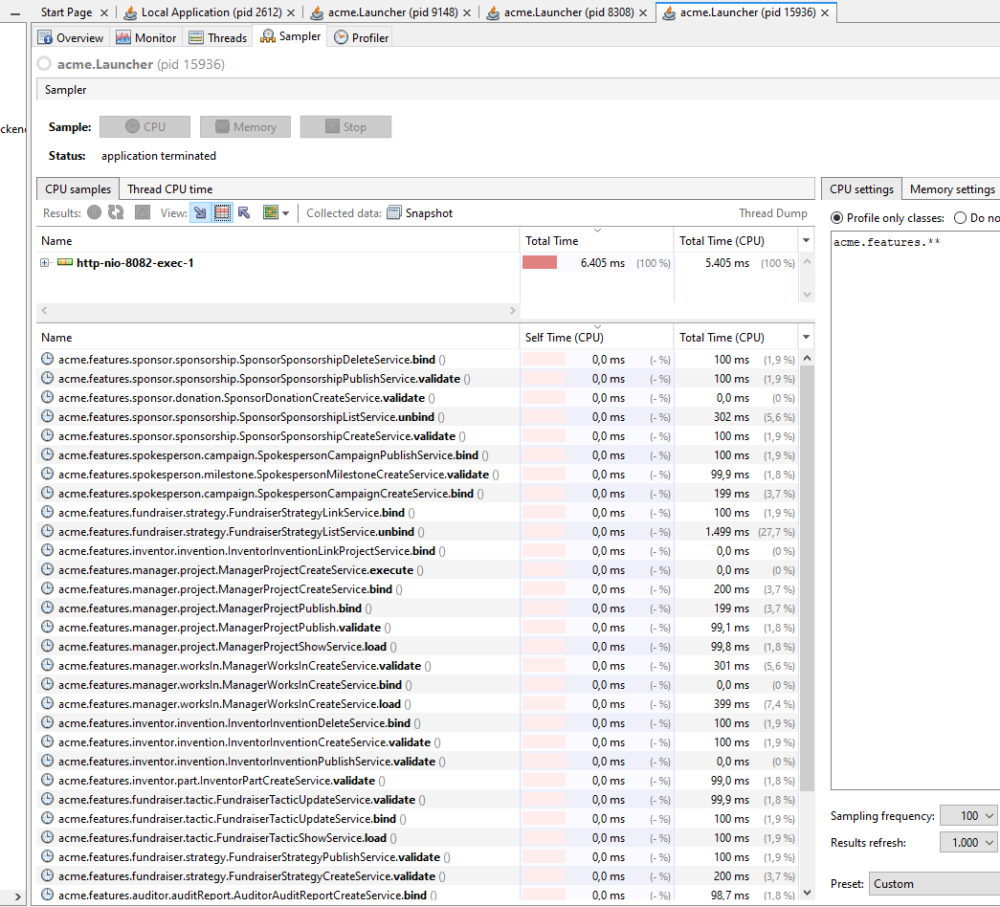 Start Page × Local Application (pid 2612) × acme.Launcher (pid 9148) × acme.Launcher (pid 8308) × acme.Launcher (pid 15936) ×
Overview Monitor Threads Sampler Profiler
acme.Launcher (pid 15936)
Sampler
Sample: CPU Memory Stop
Status: application terminated
CPU samples Thread CPU time CPU settings Memory settings
Results: View: Collected data: Snapshot Thread Dump
Profile only classes: Do no
acme.features.**
Name Total Time Total Time (CPU)
http-nio-8082-exec-1 6.405 ms (100 %) 5.405 ms (100 %)
Name Self Time (CPU) Total Time (CPU)
acme.features.sponsor.sponsorship.SponsorSponsorshipDeleteService.bind () 0,0 ms (- %) 100 ms (1,9 %)
acme.features.sponsor.sponsorship.SponsorSponsorshipPublishService.validate () 0,0 ms (- %) 100 ms (1,9 %)
acme.features.sponsor.donation.SponsorDonationCreateService.validate () 0,0 ms (- %) 0,0 ms (0 %)
acme.features.sponsor.sponsorship.SponsorSponsorshipListService.unbind () 0,0 ms (- %) 302 ms (5,6 %)
acme.features.sponsor.sponsorship.SponsorSponsorshipCreateService.validate () 0,0 ms (- %) 100 ms (1,9 %)
acme.features.spokesperson.campaign.SpokespersonCampaignPublishService.bind () 0,0 ms (- %) 100 ms (1,9 %)
acme.features.spokesperson.milestone.SpokespersonMilestoneCreateService.validate () 0,0 ms (- %) 99,9 ms (1,8 %)
acme.features.spokesperson.campaign.SpokespersonCampaignCreateService.bind () 0,0 ms (- %) 199 ms (3,7 %)
acme.features.fundraiser.strategy.FundraiserStrategyLinkService.bind () 0,0 ms (- %) 100 ms (1,9 %)
acme.features.fundraiser.strategy.FundraiserStrategyListService.unbind () 0,0 ms (- %) 1.499 ms (27,7 %)
acme.features.inventor.invention.InventorInventionLinkProjectService.bind () 0,0 ms (- %) 0,0 ms (0 %)
acme.features.manager.project.ManagerProjectCreateService.execute () 0,0 ms (- %) 0,0 ms (0 %)
acme.features.manager.project.ManagerProjectCreateService.bind () 0,0 ms (- %) 200 ms (3,7 %)
acme.features.manager.project.ManagerProjectPublish.bind () 0,0 ms (- %) 199 ms (3,7 %)
acme.features.manager.project.ManagerProjectPublish.validate () 0,0 ms (- %) 99,1 ms (1,8 %)
acme.features.manager.project.ManagerProjectShowService.load () 0,0 ms (- %) 99,8 ms (1,8 %)
acme.features.manager.worksIn.ManagerWorksInCreateService.validate () 0,0 ms (- %) 301 ms (5,6 %)
acme.features.manager.worksIn.ManagerWorksInCreateService.bind () 0,0 ms (- %) 0,0 ms (0 %)
acme.features.manager.worksIn.ManagerWorksInCreateService.load () 0,0 ms (- %) 399 ms (7,4 %)
acme.features.inventor.invention.InventorInventionDeleteService.bind () 0,0 ms (- %) 100 ms (1,9 %)
acme.features.inventor.invention.InventorInventionCreateService.validate () 0,0 ms (- %) 100 ms (1,9 %)
acme.features.inventor.invention.InventorInventionPublishService.validate () 0,0 ms (- %) 0,0 ms (0 %)
acme.features.inventor.part.InventorPartCreateService.validate () 0,0 ms (- %) 99,0 ms (1,8 %)
acme.features.fundraiser.tactic.FundraiserTacticUpdateService.validate () 0,0 ms (- %) 99,9 ms (1,8 %)
acme.features.fundraiser.tactic.FundraiserTacticUpdateService.bind () 0,0 ms (- %) 100 ms (1,9 %)
acme.features.fundraiser.tactic.FundraiserTacticShowService.load () 0,0 ms (- %) 100 ms (1,9 %)
acme.features.fundraiser.strategy.FundraiserStrategyPublishService.validate () 0,0 ms (- %) 100 ms (1,9 %)
acme.features.fundraiser.strategy.FundraiserStrategyCreateService.validate () 0,0 ms (- %) 200 ms (3,7 %)
acme.features.auditor.auditReport.AuditorAuditReportCreateService.bind () 0,0 ms (- %) 98,7 ms (1,8 %)
ckend
Sampling frequency: 100
Results refresh: 1.000
Preset: Custom